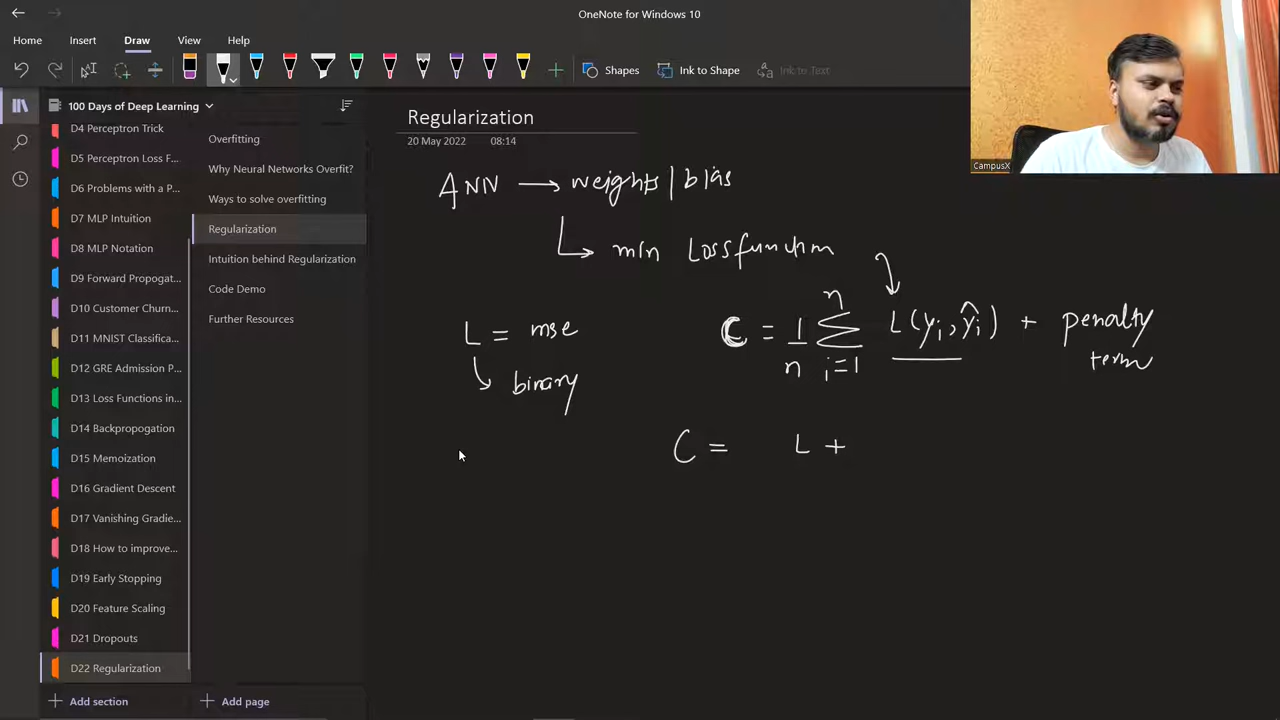 OneNote for Windows 10
Home Insert Draw View Help
Shapes Ink to Shape Ink to Text
100 Days of Deep Learning
D4 Perceptron Trick
D5 Perceptron Loss F...
D6 Problems with a P...
D7 MLP Intuition
D8 MLP Notation
D9 Forward Propogat...
D10 Customer Churn...
D11 MNIST Classifica...
D12 GRE Admission P...
D13 Loss Functions in...
D14 Backpropogation
D15 Memoization
D16 Gradient Descent
D17 Vanishing Gradie...
D18 How to improve...
D19 Early Stopping
D20 Feature Scaling
D21 Dropouts
D22 Regularization
Add section
Overfitting
Why Neural Networks Overfit?
Ways to solve overfitting
Regularization
Intuition behind Regularization
Code Demo
Further Resources
Add page
Regularization
20 May 2022 08:14
ANN → weights | bias
↳ min Loss function
L = mse
↳ binary
C = 1/n Σ_{i=1}^{n} L(yi, ŷi) + penalty term
C = L +
CampusX